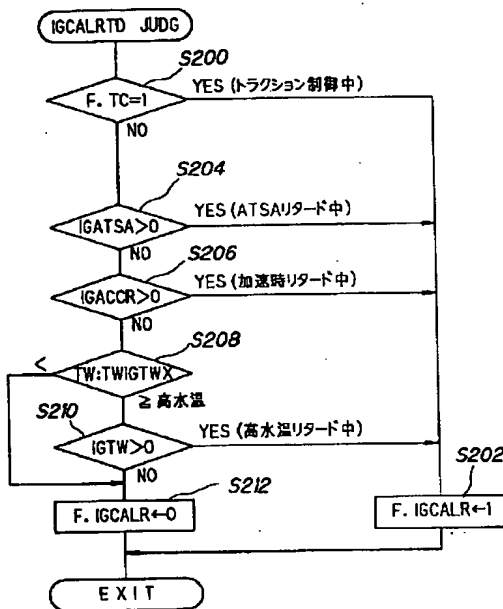 IGCALRTD JUDG
S200
F. TC=1
YES (トラクション制御中)
NO
S204
IGATSA>0
YES (ATSAリタード中)
NO
S206
IGACCR>0
YES (加速時リタード中)
NO
S208
<
TW:TWIGTWX
≧ 高水温
S210
IGTW>0
YES (高水温リタード中)
NO
S212
S202
F. IGCALR←0
F. IGCALR←1
EXIT